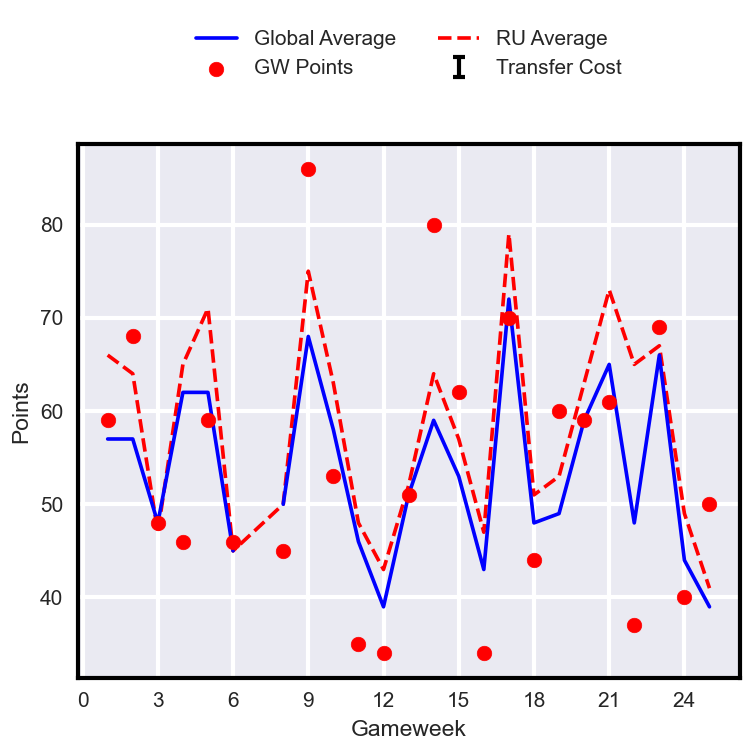 Global Average RU Average
GW Points Transfer Cost
80
70
60
50
40
Points
0 3 6 9 12 15 18 21 24
Gameweek